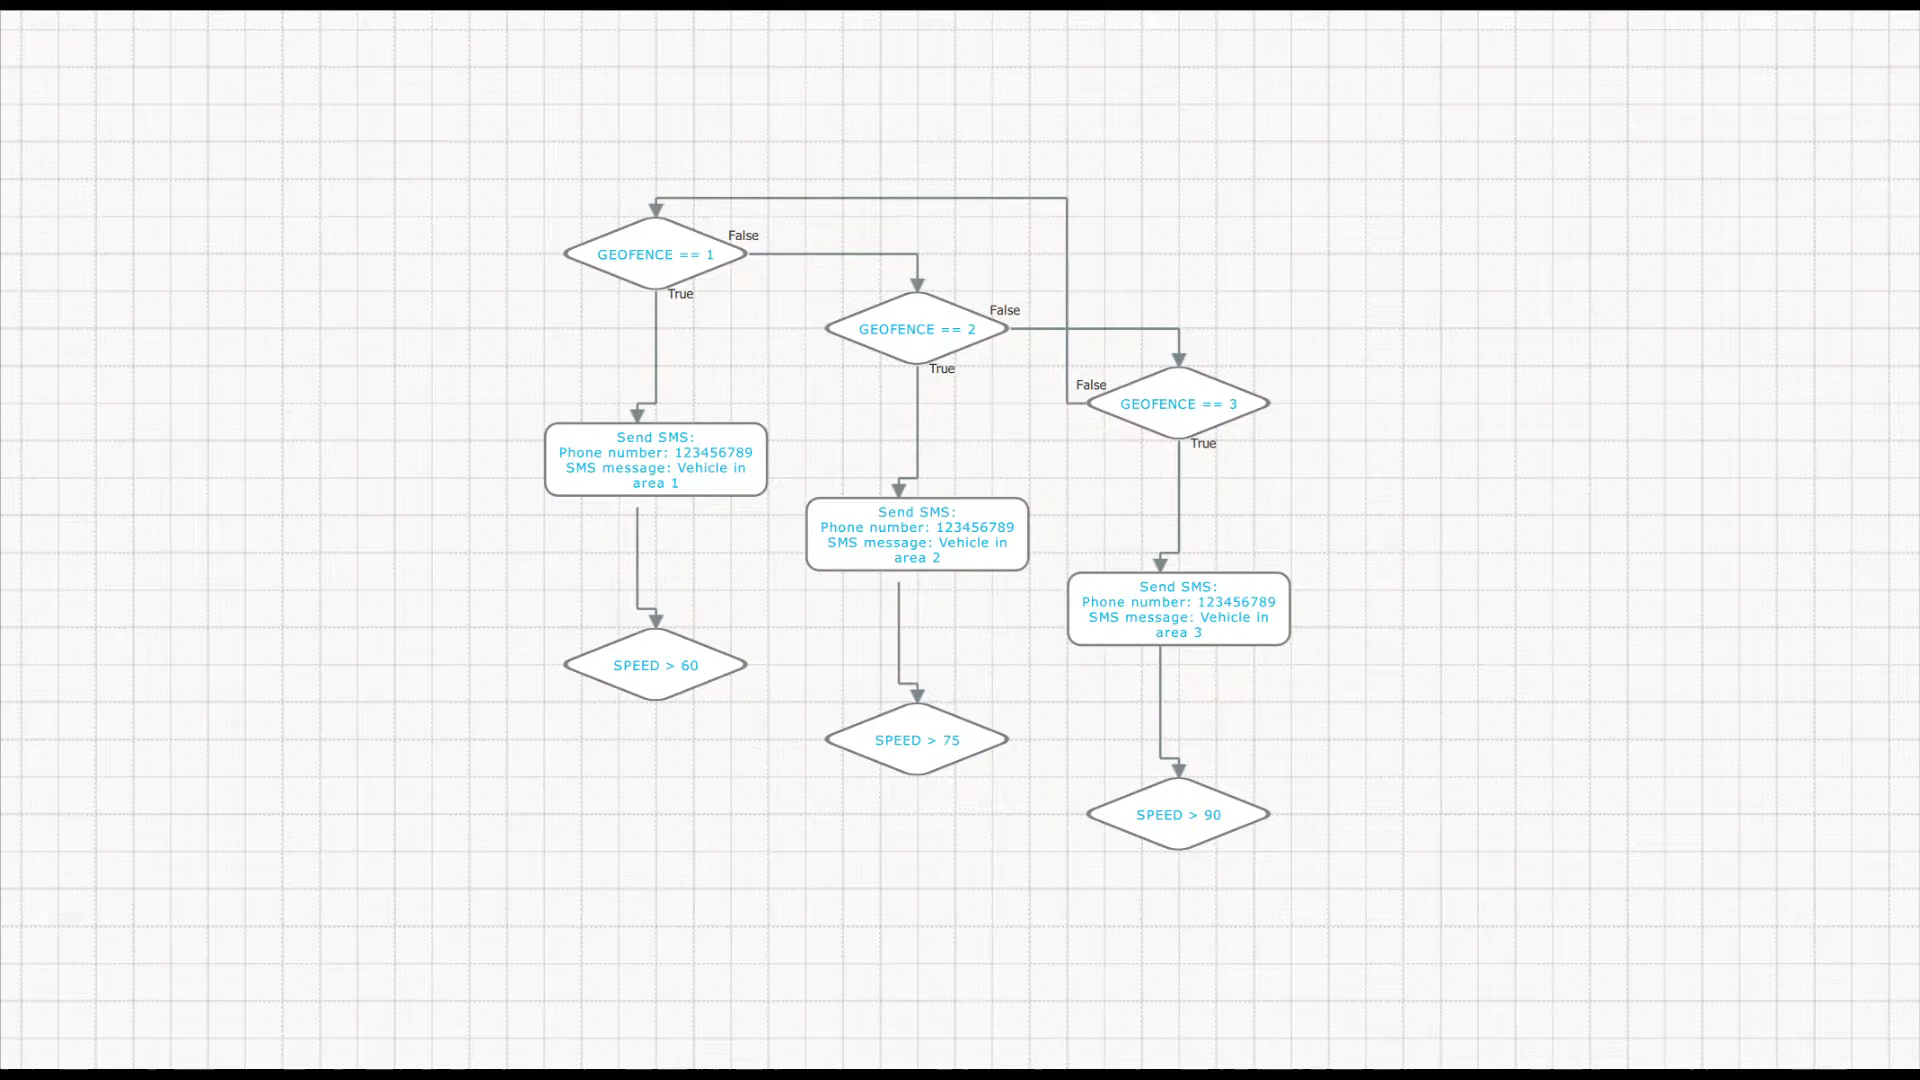 False
GEOFENCE == 1
True
False
GEOFENCE == 2
True
False
GEOFENCE == 3
True
Send SMS:
Phone number: 123456789
SMS message: Vehicle in
area 1
Send SMS:
Phone number: 123456789
SMS message: Vehicle in
area 2
Send SMS:
Phone number: 123456789
SMS message: Vehicle in
area 3
SPEED > 60
SPEED > 75
SPEED > 90